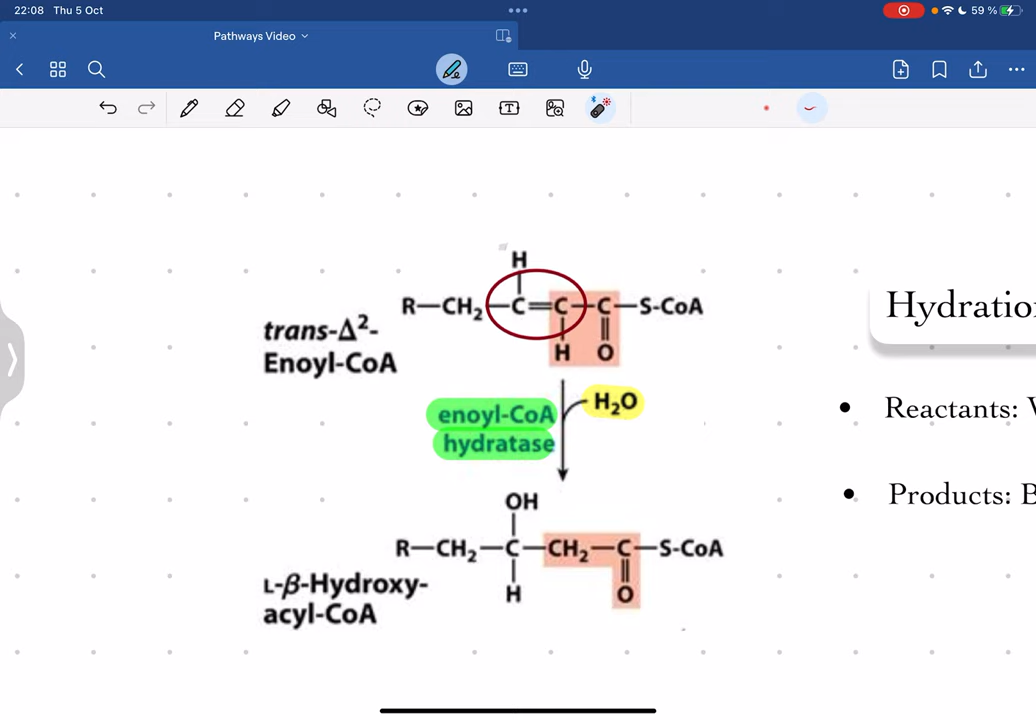 22:08 Thu 5 Oct
59 %
Pathways Video
T
H
R—CH₂—C=C—C—S-CoA
H O
trans-Δ²-
Enoyl-CoA
Hydratio
enoyl-CoA
hydratase
H₂O
Reactants:
Products: B
OH
R—CH₂—C—CH₂—C—S-CoA
H O
L-β-Hydroxy-
acyl-CoA